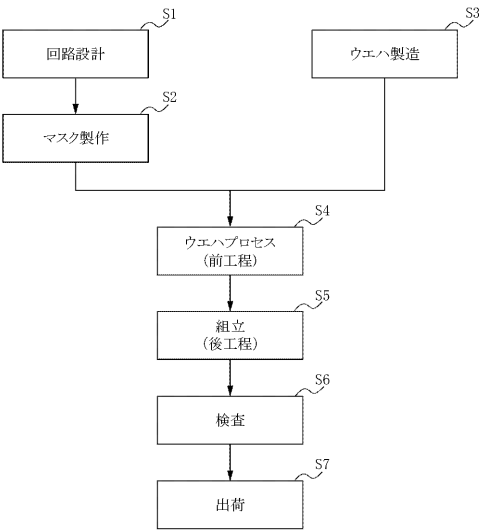 S1
回路設計
S3
ウエハ製造
S2
マスク製作
S4
ウエハプロセス
(前工程)
S5
組立
(後工程)
S6
検査
S7
出荷